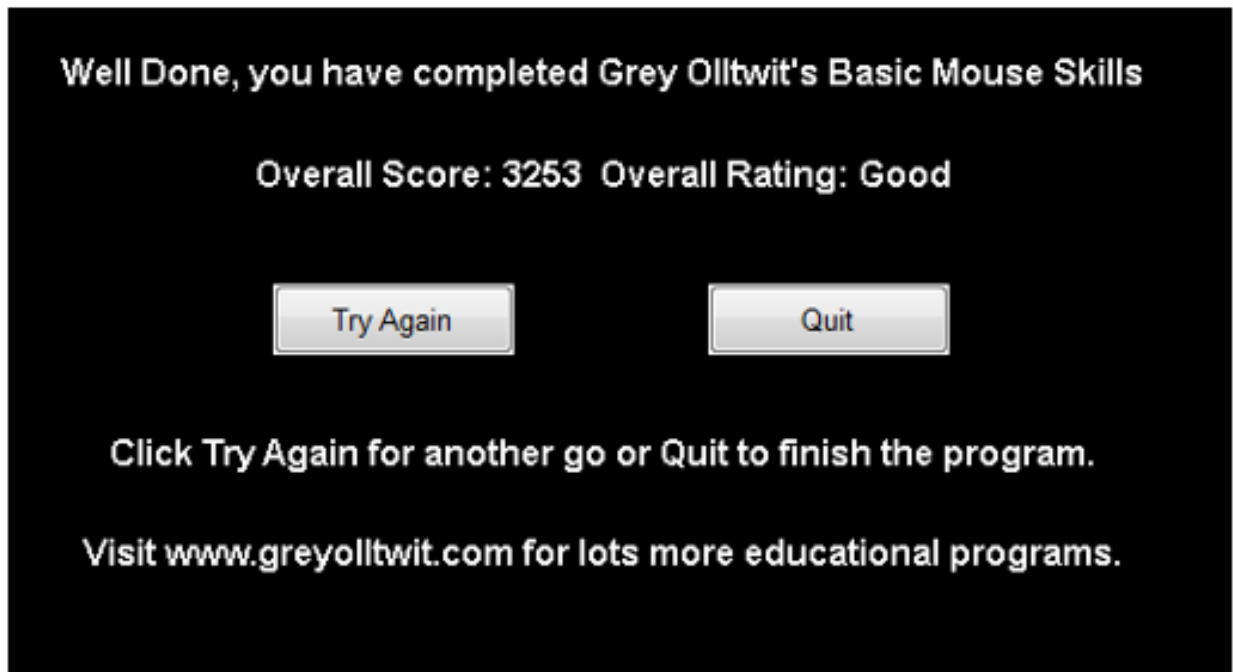 Well Done, you have completed Grey Olltwit's Basic Mouse Skills
Overall Score: 3253 Overall Rating: Good
Try Again
Quit
Click Try Again for another go or Quit to finish the program.
Visit www.greyolltwit.com for lots more educational programs.